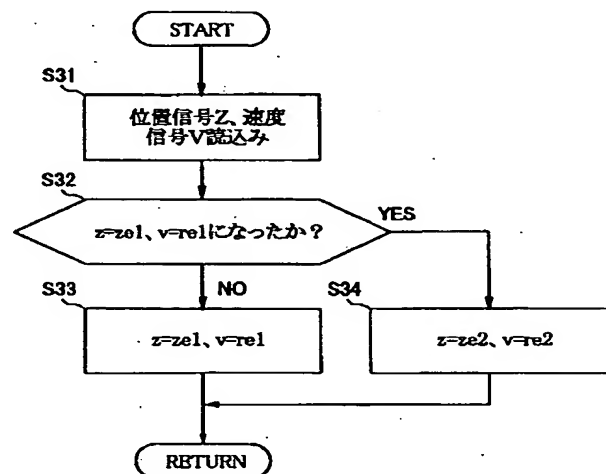 START
S31
位置信号Z、速度
信号V読込み
S32
YES
z=ze1、v=re1になったか?
S33
NO
S34
z=ze1、v=re1
z=ze2、v=re2
RETURN